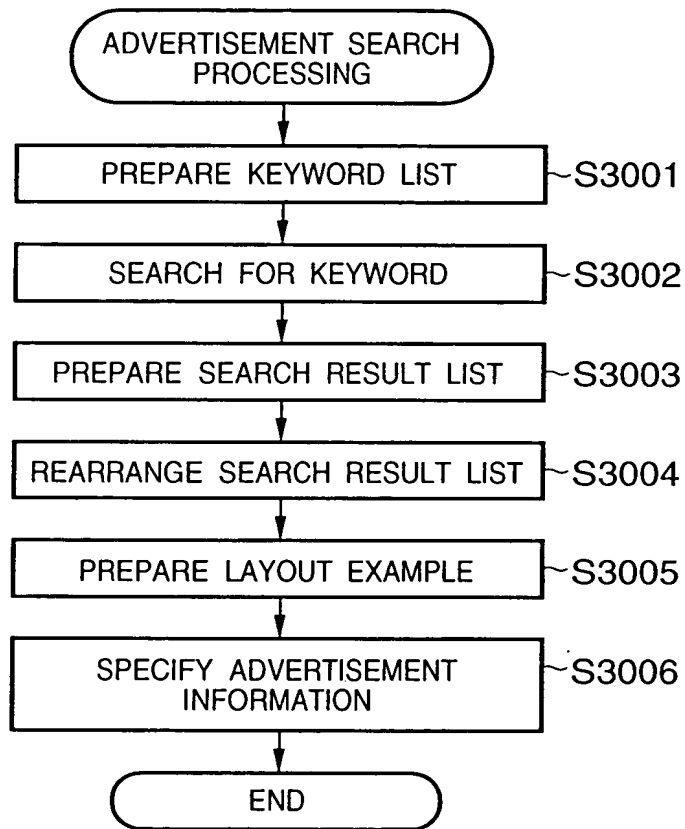 ADVERTISEMENT SEARCH
PROCESSING
PREPARE KEYWORD LIST
S3001
SEARCH FOR KEYWORD
S3002
PREPARE SEARCH RESULT LIST
S3003
REARRANGE SEARCH RESULT LIST
S3004
PREPARE LAYOUT EXAMPLE
S3005
SPECIFY ADVERTISEMENT
INFORMATION
S3006
END